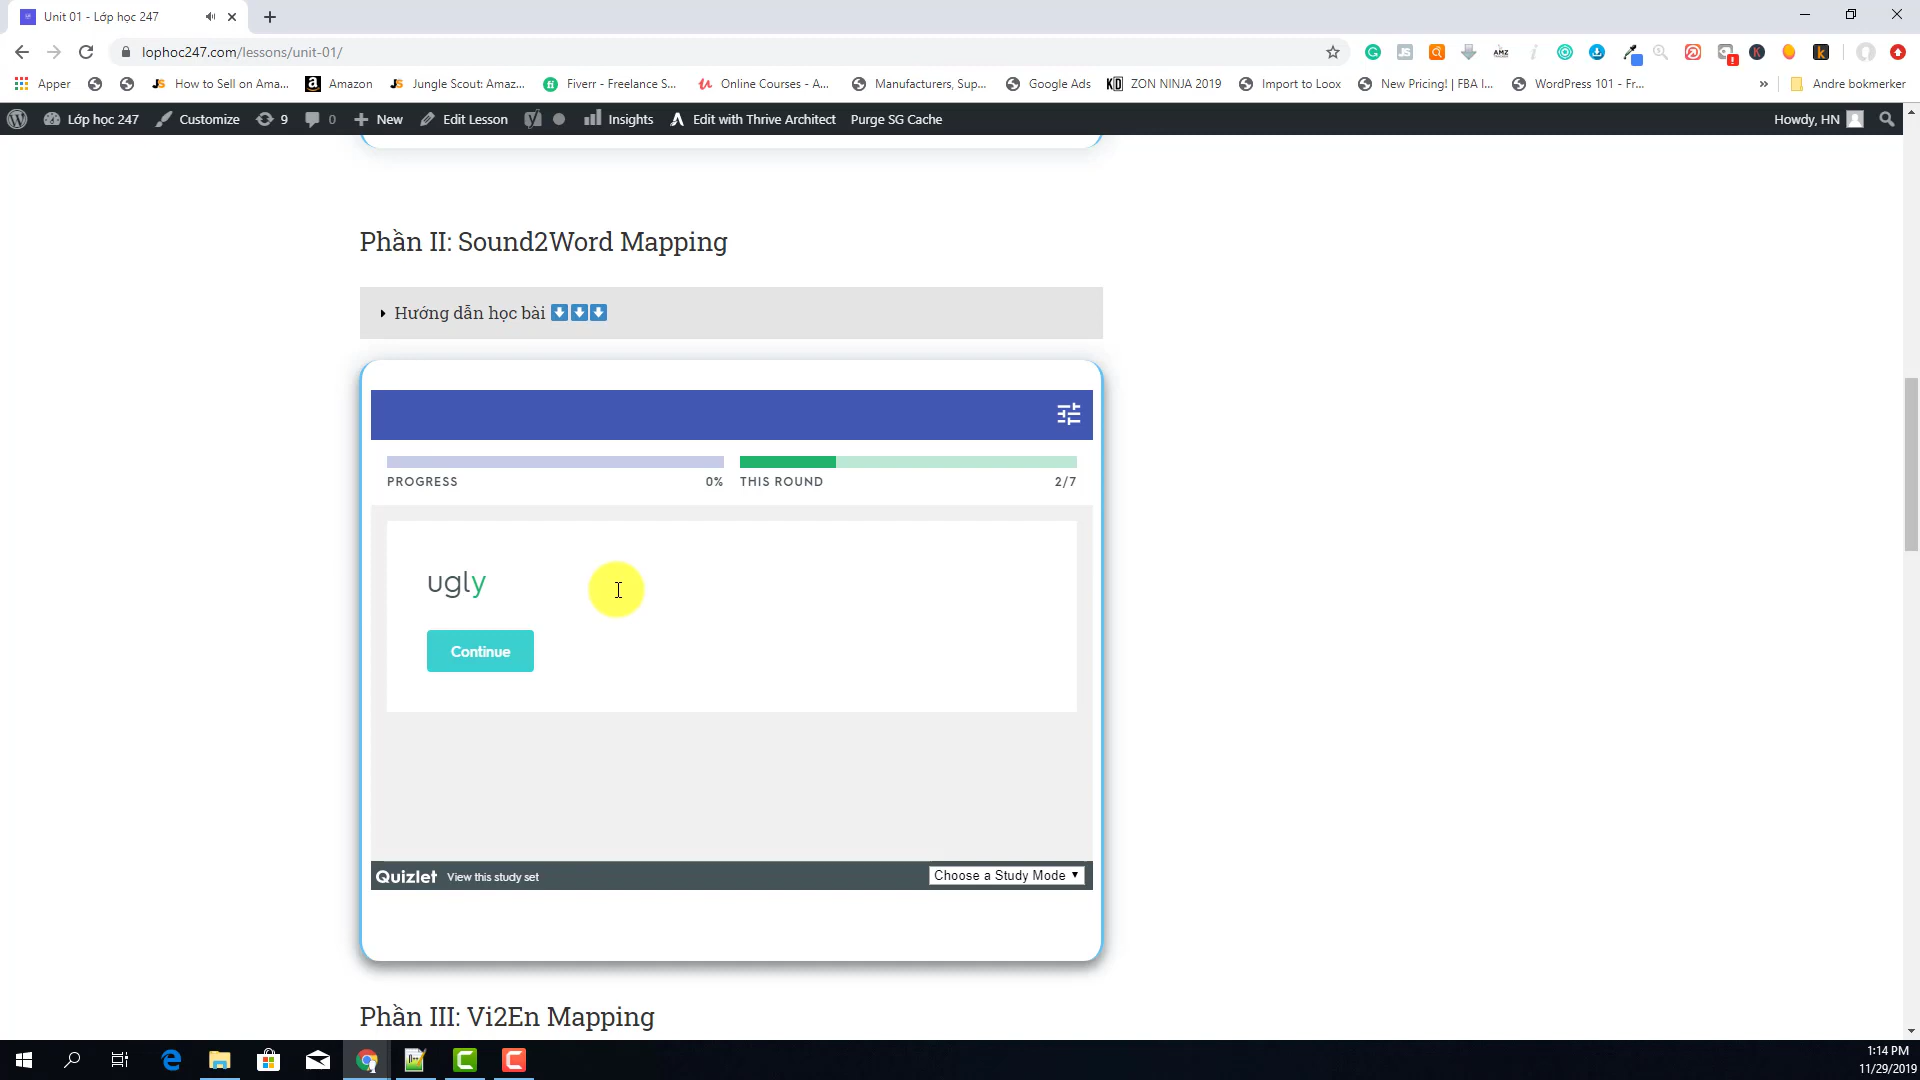 Unit 01 - Lớp học 247
lophoc247.com/lessons/unit-01/
Apper
How to Sell on Ama...
Amazon
Jungle Scout: Amaz...
Fiverr - Freelance S...
Online Courses - A...
Manufacturers, Sup...
Google Ads
ZON NINJA 2019
Import to Loox
New Pricing! | FBA I...
WordPress 101 - Fr...
»
Andre bokmerker
Lớp học 247
Customize
9
0
New
Edit Lesson
Insights
Edit with Thrive Architect
Purge SG Cache
Howdy, HN
Phần II: Sound2Word Mapping
Hướng dẫn học bài
PROGRESS 0%
THIS ROUND 2/7
ugly
Continue
Quizlet View this study set
Choose a Study Mode
Phần III: Vi2En Mapping
1:14 PM
11/29/2019